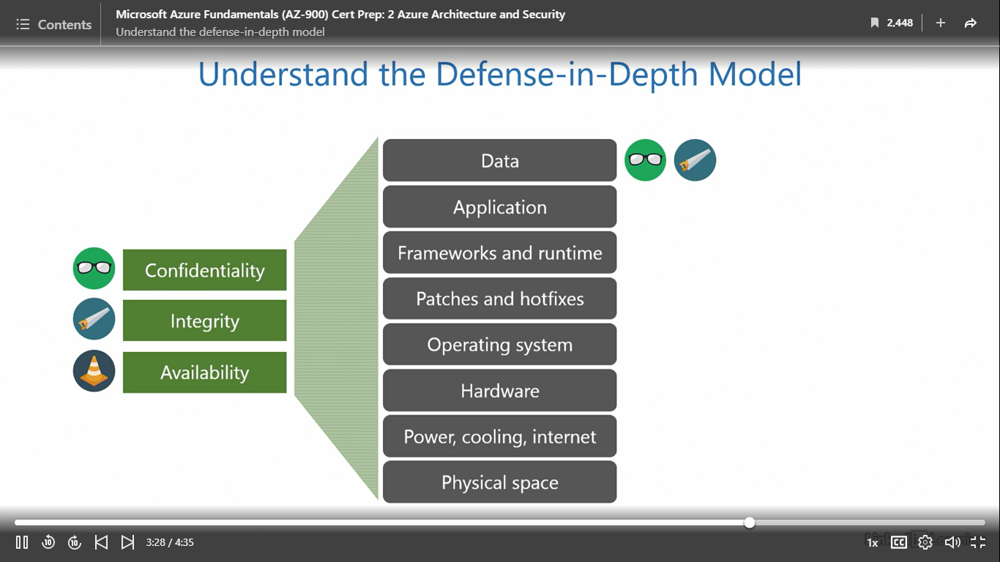 Contents
Microsoft Azure Fundamentals (AZ-900) Cert Prep: 2 Azure Architecture and Security
Understand the defense-in-depth model
2,448
Understand the Defense-in-Depth Model
Confidentiality
Integrity
Availability
Data
Application
Frameworks and runtime
Patches and hotfixes
Operating system
Hardware
Power, cooling, internet
Physical space
10
10
3:28 / 4:35
1x
CC